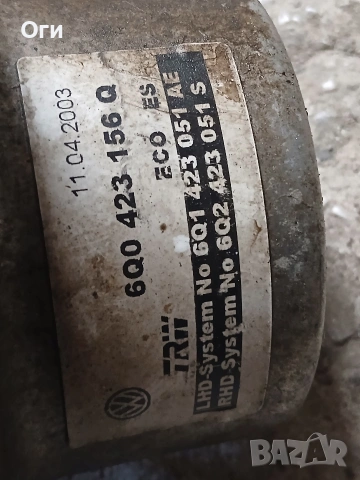 Оги
11.04.2003
6Q0 423 156 Q
ECO ES
LHD-System No 6Q1 423 051 AE
RHD System No 6Q2 423 051 S
TRW
BAZAR